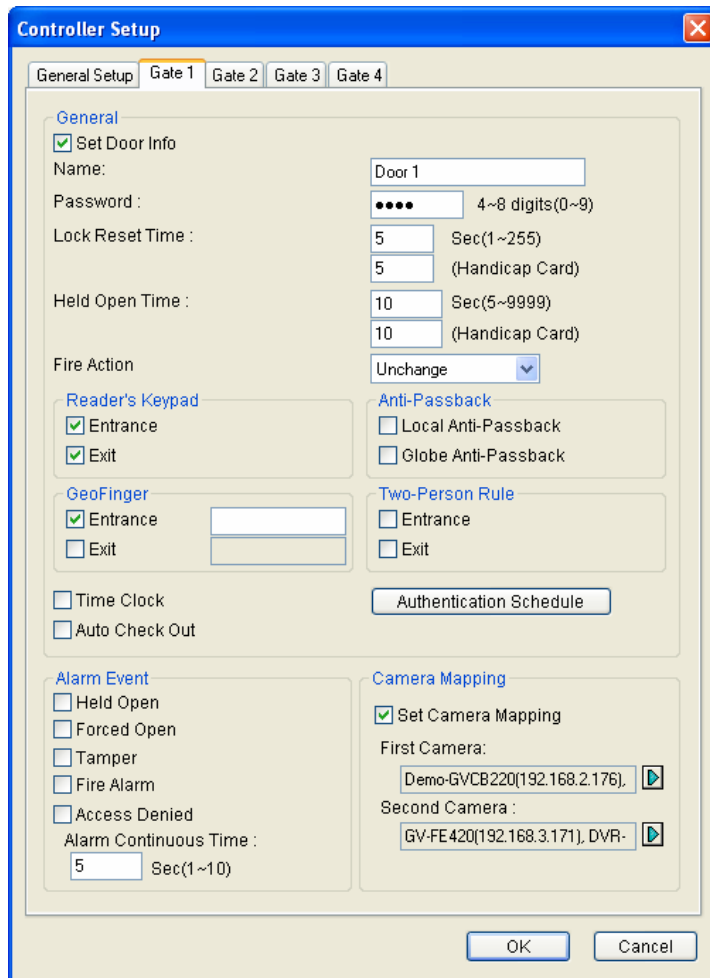 Controller Setup
General Setup Gate 1 Gate 2 Gate 3 Gate 4
General
Set Door Info
Name: Door 1
Password : •••• 4~8 digits(0~9)
Lock Reset Time : 5 Sec(1~255)
5 (Handicap Card)
Held Open Time : 10 Sec(5~9999)
10 (Handicap Card)
Fire Action Unchange
Reader's Keypad
Entrance
Exit
Anti-Passback
Local Anti-Passback
Globe Anti-Passback
GeoFinger
Entrance
Exit
Two-Person Rule
Entrance
Exit
Time Clock
Auto Check Out
Authentication Schedule
Alarm Event
Held Open
Forced Open
Tamper
Fire Alarm
Access Denied
Alarm Continuous Time :
5 Sec(1~10)
Camera Mapping
Set Camera Mapping
First Camera:
Demo-GVCB220(192.168.2.176),
Second Camera :
GV-FE420(192.168.3.171), DVR-
OK Cancel